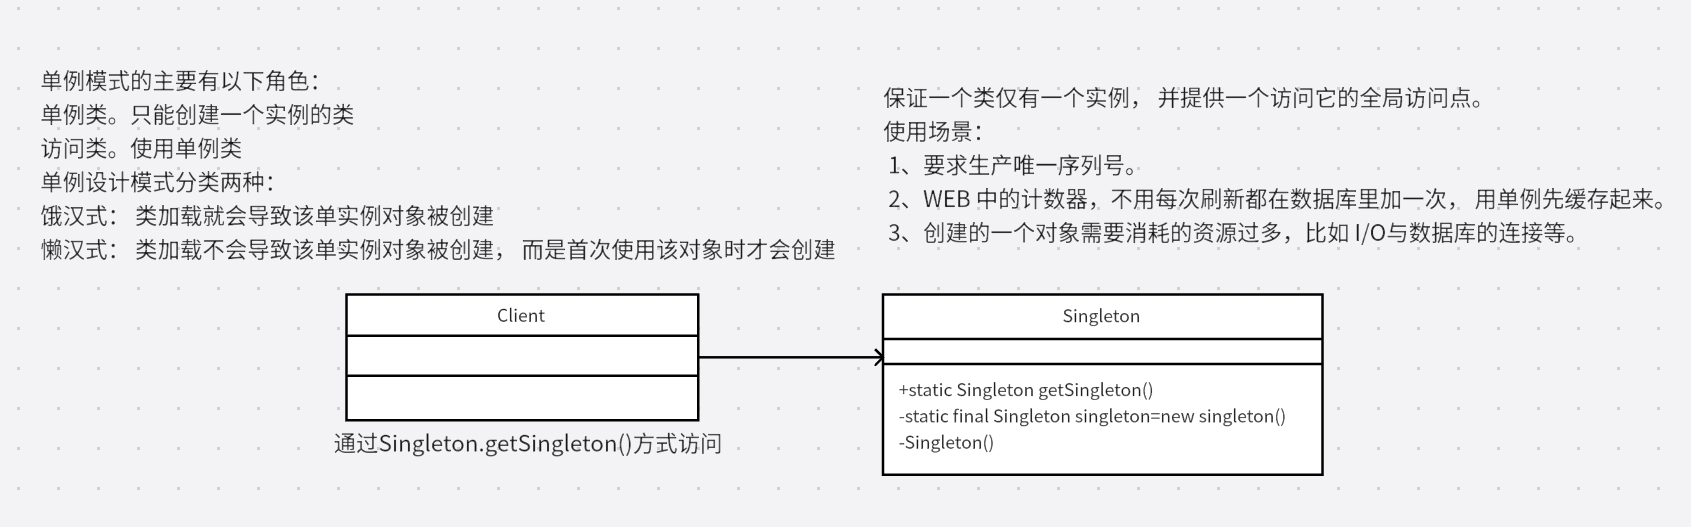 单例模式的主要有以下角色：
单例类。只能创建一个实例的类
访问类。使用单例类
单例设计模式分类两种：
饿汉式： 类加载就会导致该单实例对象被创建
懒汉式： 类加载不会导致该单实例对象被创建， 而是首次使用该对象时才会创建
保证一个类仅有一个实例， 并提供一个访问它的全局访问点。
使用场景：
1、要求生产唯一序列号。
2、WEB 中的计数器，不用每次刷新都在数据库里加一次， 用单例先缓存起来。
3、创建的一个对象需要消耗的资源过多，比如 I/O与数据库的连接等。
Client
通过Singleton.getSingleton()方式访问
Singleton
+static Singleton getSingleton()
-static final Singleton singleton=new singleton()
-Singleton()